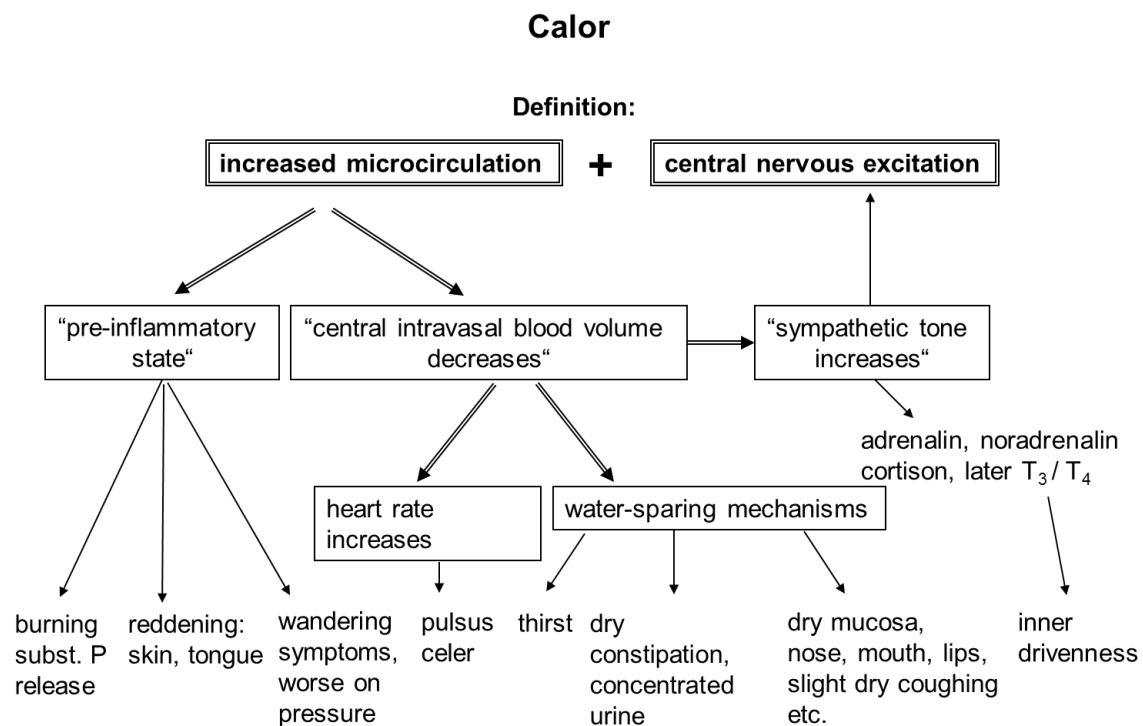 Calor
Definition:
increased microcirculation
+
central nervous excitation
“pre-inflammatory
state“
“central intravasal blood volume
decreases“
“sympathetic tone
increases“
adrenalin, noradrenalin
cortison, later T₃ / T₄
heart rate
increases
water-sparing mechanisms
burning
subst. P
release
reddening:
skin, tongue
wandering
symptoms,
worse on
pressure
pulsus
celer
thirst
dry
constipation,
concentrated
urine
dry mucosa,
nose, mouth, lips,
slight dry coughing
etc.
inner
drivenness